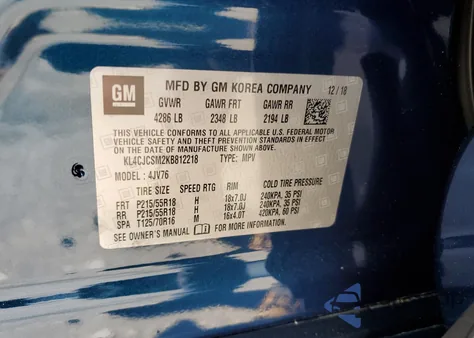 GM
MFD BY GM KOREA COMPANY 12/18
GVWR GAWR FRT GAWR RR
4286 LB 2348 LB 2194 LB
THIS VEHICLE CONFORMS TO ALL APPLICABLE U.S. FEDERAL MOTOR
VEHICLE SAFETY AND THEFT PREVENTION STANDARDS IN EFFECT ON
THE DATE OF MANUFACTURE SHOWN ABOVE.
KL4CJCSM2KB812218 TYPE: MPV
MODEL: 4JV76
TIRE SIZE SPEED RTG RIM COLD TIRE PRESSURE
FRT P215/55R18 H 18x7.0J 240KPA, 35 PSI
RR P215/55R18 H 18x7.0J 240KPA, 35 PSI
SPA T125/70R16 M 16x4.0T 420KPA, 60 PSI
SEE OWNER'S MANUAL FOR MORE INFORMATION